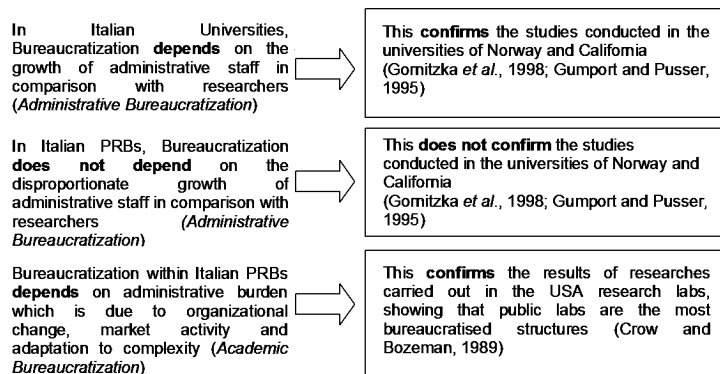 In Italian Universities,
Bureaucratization depends on the
growth of administrative staff in
comparison with researchers
(Administrative Bureaucratization)
This confirms the studies conducted in the
universities of Norway and California
(Gornitzka et al., 1998; Gumport and Pusser,
1995)
In Italian PRBs, Bureaucratization
does not depend on the
disproportionate growth of
administrative staff in comparison with
researchers (Administrative
Bureaucratization)
This does not confirm the studies
conducted in the universities of Norway and
California
(Gornitzka et al., 1998; Gumport and Pusser,
1995)
Bureaucratization within Italian PRBs
depends on administrative burden
which is due to organizational
change, market activity and
adaptation to complexity (Academic
Bureaucratization)
This confirms the results of researches
carried out in the USA research labs,
showing that public labs are the most
bureaucratised structures (Crow and
Bozeman, 1989)